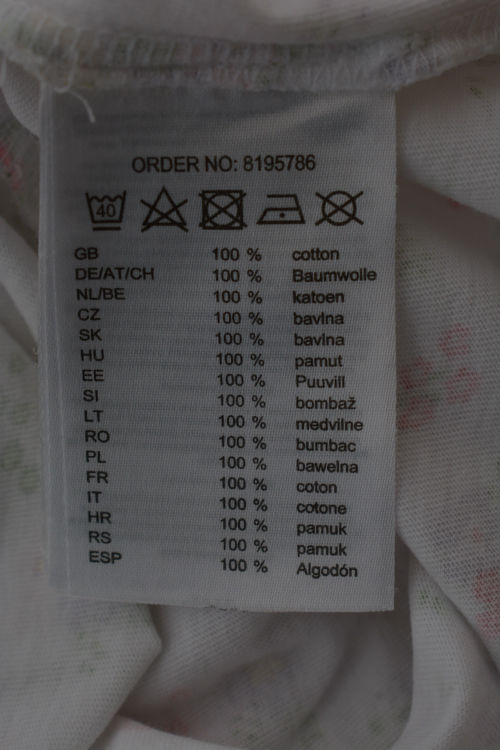 ORDER NO: 8195786
40
GB 100 % cotton
DE/AT/CH 100 % Baumwolle
NL/BE 100 % katoen
CZ 100 % bavlna
SK 100 % bavlna
HU 100 % pamut
EE 100 % Puuvill
SI 100 % bombaž
LT 100 % medvilne
RO 100 % bumbac
PL 100 % bawelna
FR 100 % coton
IT 100 % cotone
HR 100 % pamuk
RS 100 % pamuk
ESP 100 % Algodón